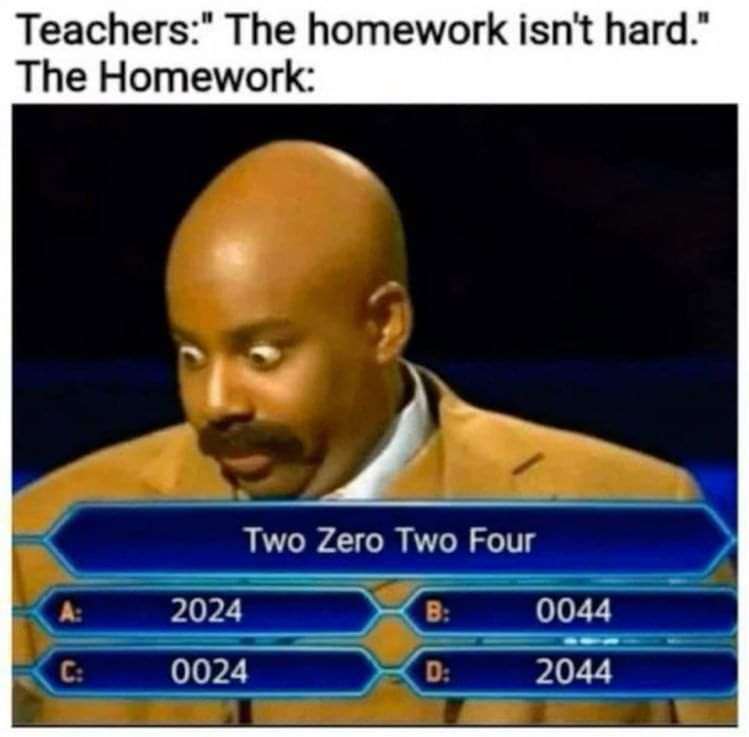 Teachers:" The homework isn't hard."
The Homework:
Two Zero Two Four
A: 2024 B: 0044
C: 0024 D: 2044